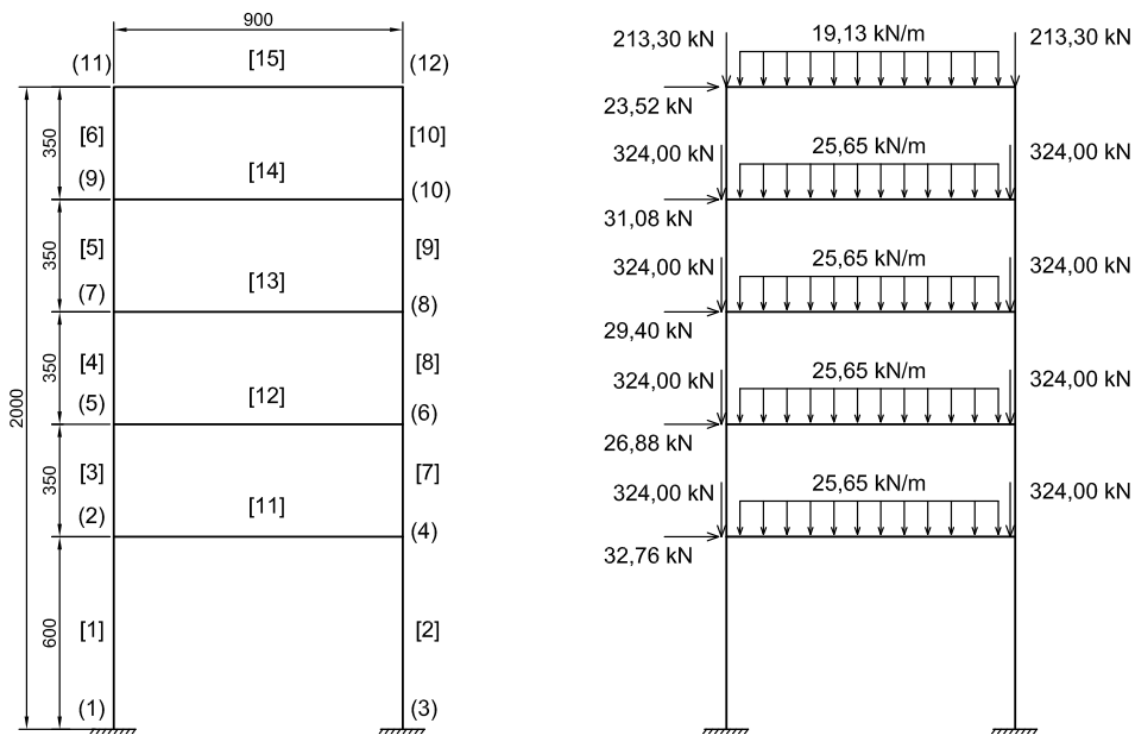 900
(11)
[15]
(12)
350
[6]
[10]
(9)
[14]
(10)
350
[5]
[9]
(7)
[13]
(8)
2000
350
[4]
[8]
(5)
[12]
(6)
350
[3]
[7]
(2)
[11]
(4)
600
[1]
[2]
(1)
(3)
213,30 kN
19,13 kN/m
213,30 kN
23,52 kN
324,00 kN
25,65 kN/m
324,00 kN
31,08 kN
324,00 kN
25,65 kN/m
324,00 kN
29,40 kN
324,00 kN
25,65 kN/m
324,00 kN
26,88 kN
324,00 kN
25,65 kN/m
324,00 kN
32,76 kN